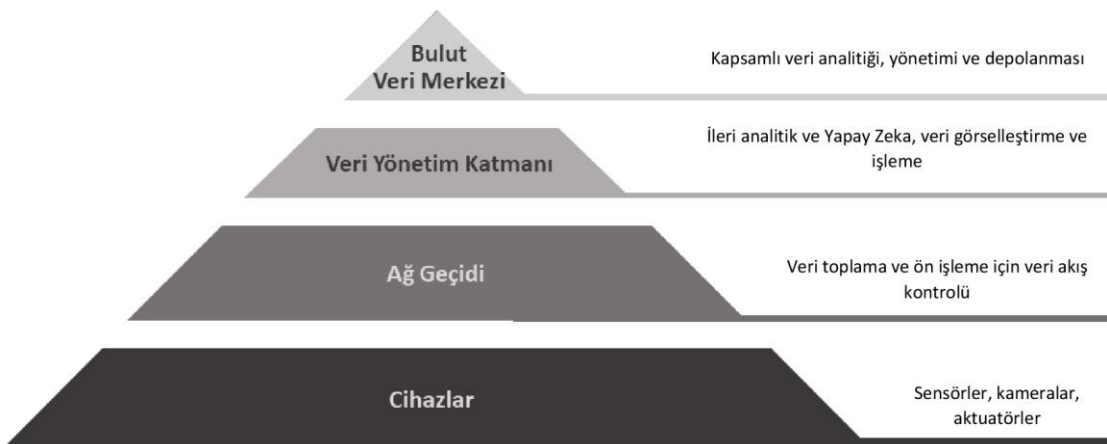 Bulut
Veri Merkezi
Kapsamlı veri analitiği, yönetimi ve depolanması
Veri Yönetim Katmanı
İleri analitik ve Yapay Zeka, veri görselleştirme ve
işleme
Ağ Geçidi
Veri toplama ve ön işleme için veri akış
kontrolü
Cihazlar
Sensörler, kameralar,
aktuatörler